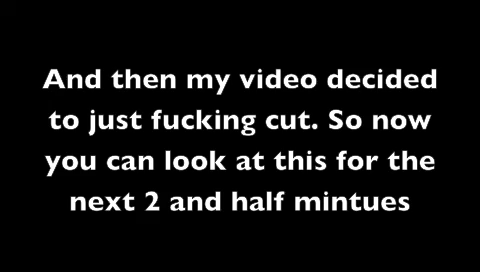 And then my video decided
to just fucking cut. So now
you can look at this for the
next 2 and half mintues